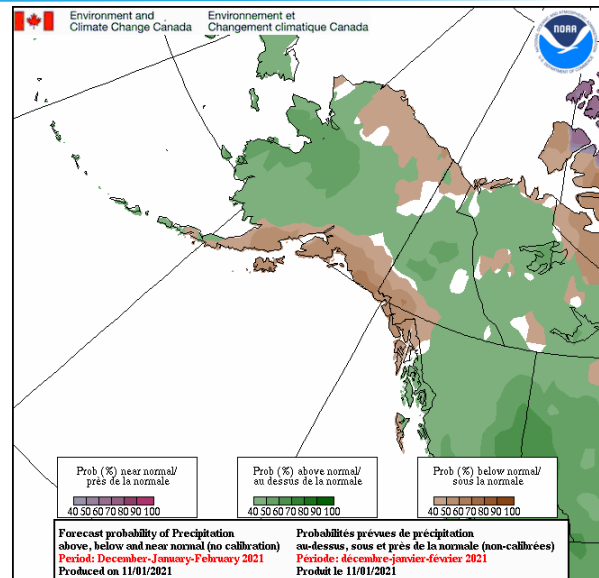 Environment and
Climate Change Canada
Environnement et
Changement climatique Canada
NOAA
Prob (%) near normal/
près de la normale
40 50 60 70 80 90 100
Prob (%) above normal/
au dessus de la normale
40 50 60 70 80 90 100
Prob (%) below normal/
sous la normale
40 50 60 70 80 90 100
Forecast probability of Precipitation
above, below and near normal (no calibration)
Period: December-January-February 2021
Produced on 11/01/2021
Probabilités prévues de précipitation
au-dessus, sous et près de la normale (non-calibrées)
Période: décembre-janvier-février 2021
Produit le 11/01/2021